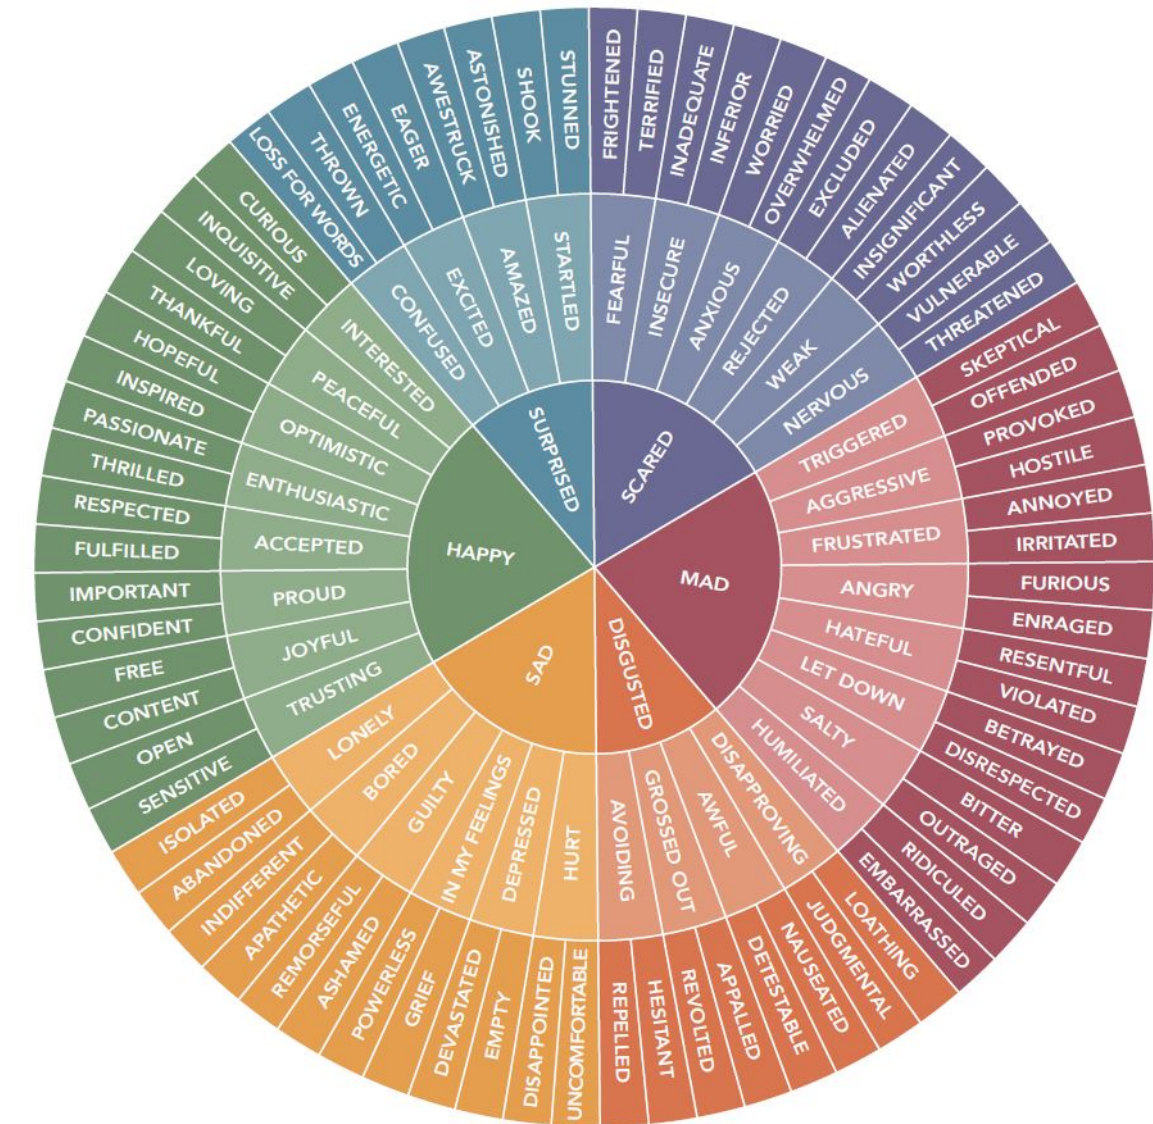 SURPRISED
SCARED
MAD
DISGUSTED
SAD
HAPPY
STARTLED
AMAZED
EXCITED
CONFUSED
FEARFUL
INSECURE
ANXIOUS
REJECTED
WEAK
NERVOUS
TRIGGERED
AGGRESSIVE
FRUSTRATED
ANGRY
HATEFUL
LET DOWN
SALTY
HUMILIATED
DISAPPROVING
AWFUL
GROSSED OUT
AVOIDING
HURT
DEPRESSED
IN MY FEELINGS
GUILTY
BORED
LONELY
TRUSTING
JOYFUL
PROUD
ACCEPTED
ENTHUSIASTIC
OPTIMISTIC
PEACEFUL
INTERESTED
FRIGHTENED
TERRIFIED
INADEQUATE
INFERIOR
WORRIED
OVERWHELMED
EXCLUDED
ALIENATED
INSIGNIFICANT
WORTHLESS
VULNERABLE
THREATENED
SKEPTICAL
OFFENDED
PROVOKED
HOSTILE
ANNOYED
IRRITATED
FURIOUS
ENRAGED
RESENTFUL
VIOLATED
BETRAYED
DISRESPECTED
BITTER
OUTRAGED
RIDICULED
EMBARRASSED
LOATHING
JUDGMENTAL
NAUSEATED
DETESTABLE
APPALLED
REVOLTED
HESITANT
REPELLED
UNCOMFORTABLE
DISAPPOINTED
EMPTY
DEVASTATED
GRIEF
POWERLESS
ASHAMED
REMORSEFUL
APATHETIC
INDIFFERENT
ABANDONED
ISOLATED
SENSITIVE
OPEN
CONTENT
FREE
CONFIDENT
IMPORTANT
FULFILLED
RESPECTED
THRILLED
PASSIONATE
INSPIRED
HOPEFUL
THANKFUL
LOVING
INQUISITIVE
CURIOUS
LOSS FOR WORDS
THROWN
ENERGETIC
EAGER
AWESTRUCK
ASTONISHED
SHOOK
STUNNED